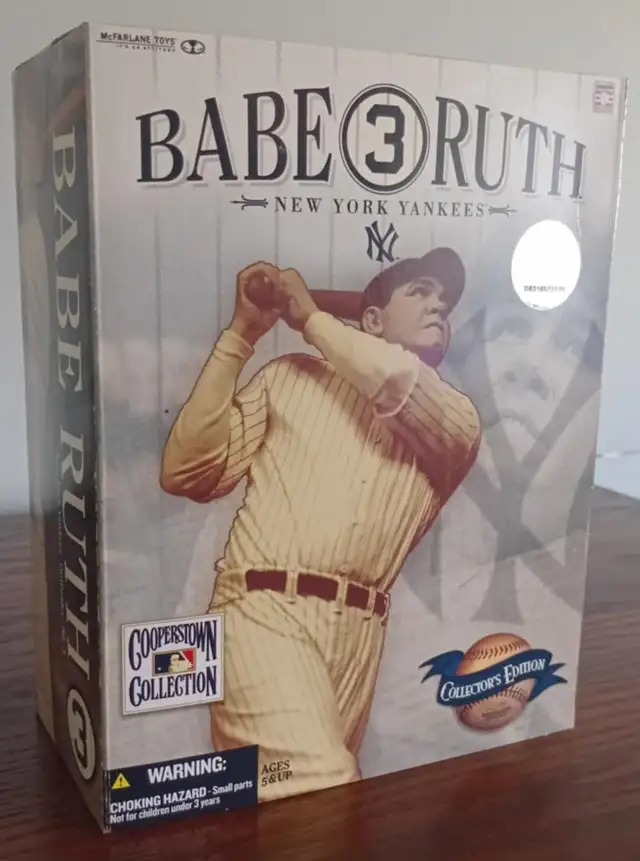 McFARLANE TOYS
BABE 3 RUTH
NEW YORK YANKEES
NY
BABE RUTH 3
COOPERSTOWN
COLLECTION
COLLECTOR'S EDITION
WARNING:
CHOKING HAZARD - Small parts
Not for children under 3 years
AGES
5 & UP